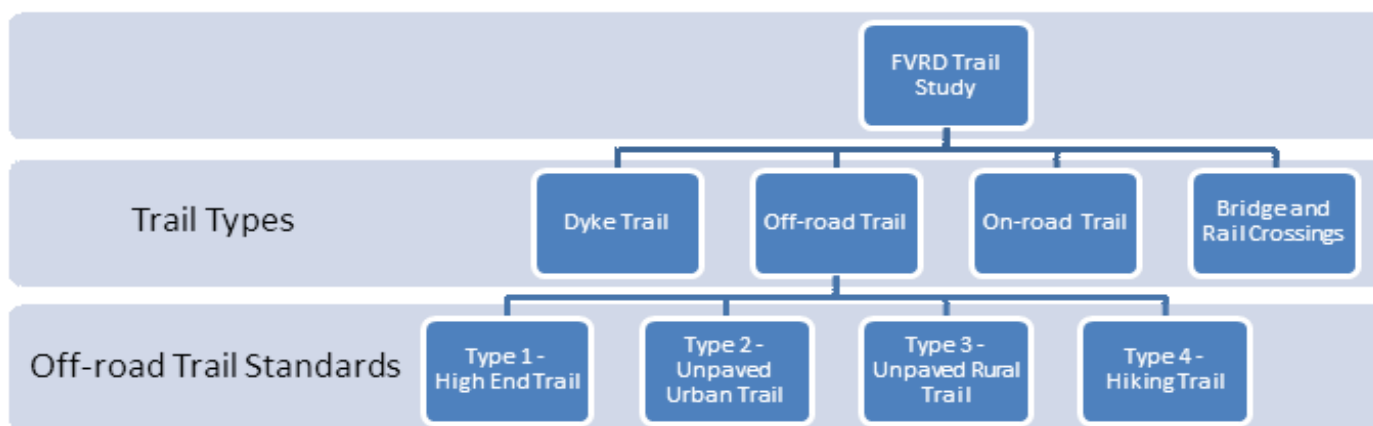 FVRD Trail
Study
Trail Types
Dyke Trail
Off-road Trail
On-road Trail
Bridge and
Rail Crossings
Off-road Trail Standards
Type 1 -
High End Trail
Type 2 -
Unpaved
Urban Trail
Type 3 -
Unpaved Rural
Trail
Type 4 -
Hiking Trail